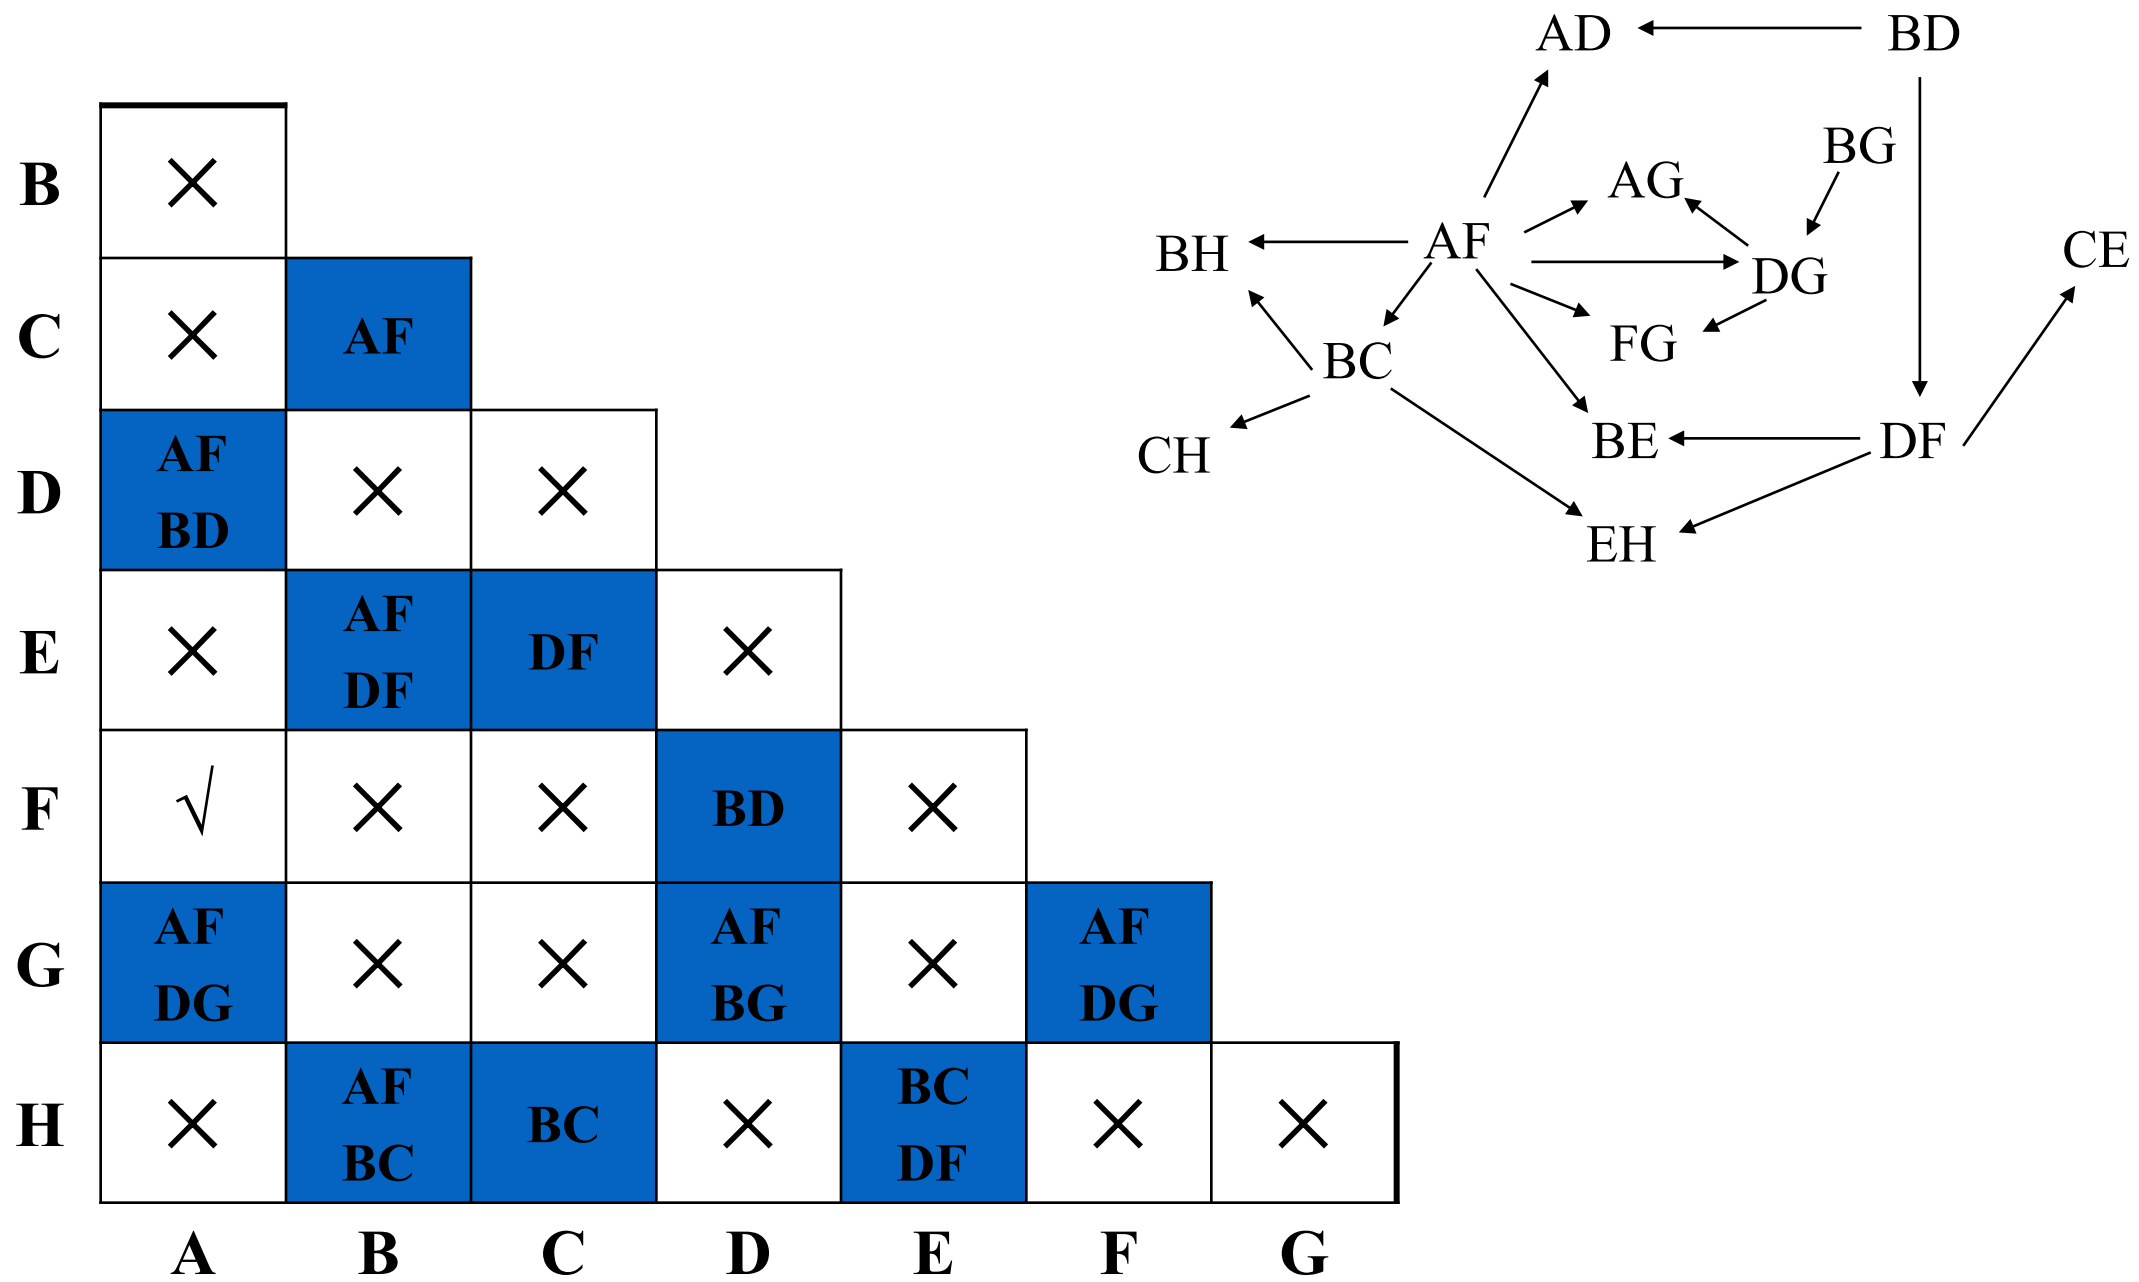 AD BD
BG
AG
AF
BH CE
DG
FG
BC
BE DF
CH
EH
B ×
C × AF
D AF BD × ×
E × AF DF DF ×
F √ × × BD ×
G AF DG × × AF BG × AF DG
H × AF BC BC × BC DF × ×
A B C D E F G